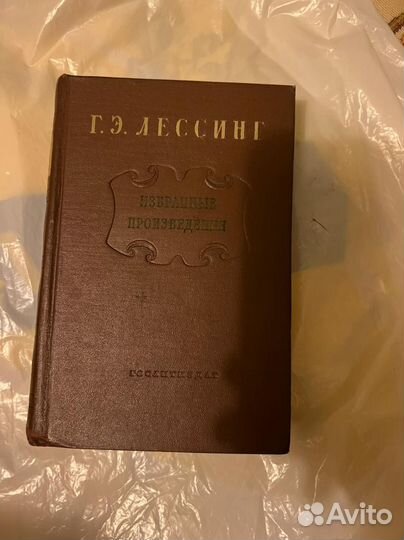 Г.Э. ЛЕССИНГ
ИЗБРАННЫЕ
ПРОИЗВЕДЕНИЯ
ГОСЛИТИЗДАТ
Avito